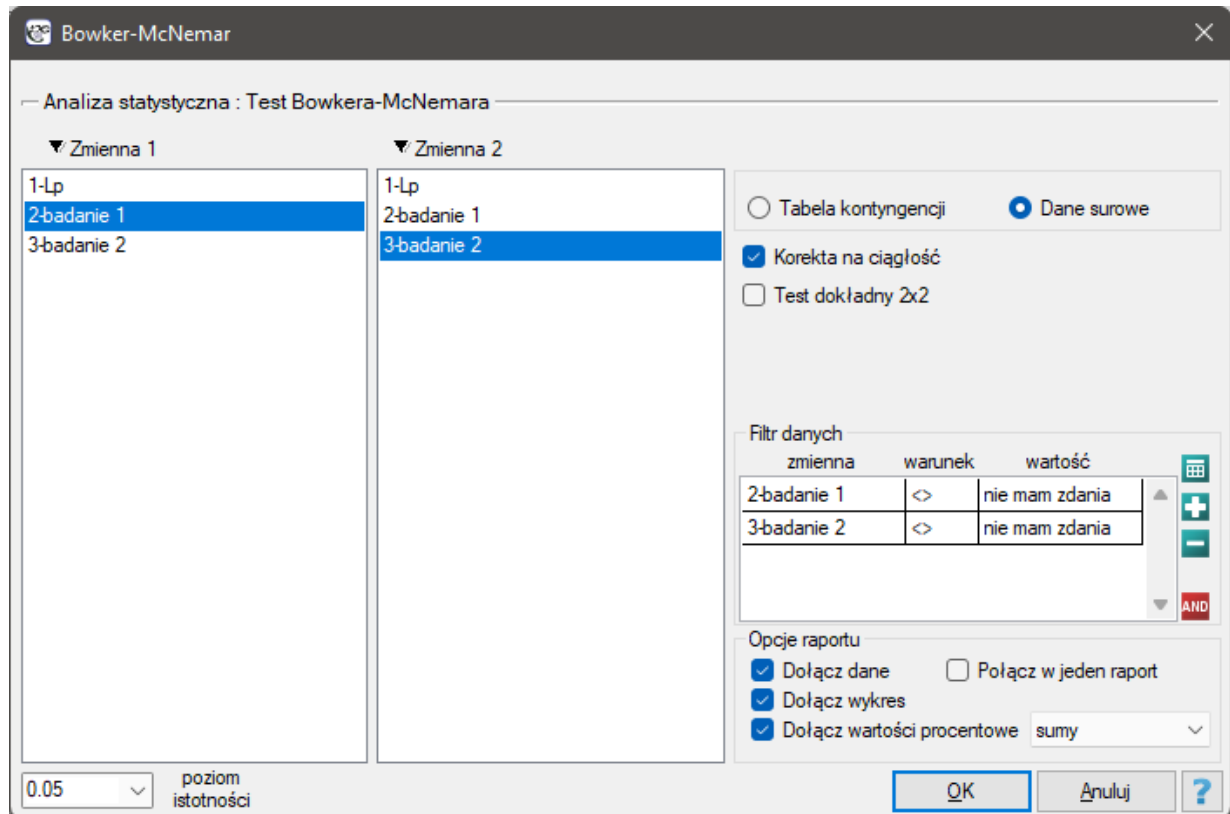 Bowker-McNemar
Analiza statystyczna : Test Bowkera-McNemara
Zmienna 1
1-Lp
2-badanie 1
3-badanie 2
Zmienna 2
1-Lp
2-badanie 1
3-badanie 2
Tabela kontyngencji Dane surowe
Korekta na ciągłość
Test dokładny 2x2
Filtr danych
zmienna warunek wartość
2-badanie 1 <> nie mam zdania
3-badanie 2 <> nie mam zdania
AND
Opcje raportu
Dołącz dane Połącz w jeden raport
Dołącz wykres
Dołącz wartości procentowe sumy
0.05 poziom
istotności
OK Anuluj ?